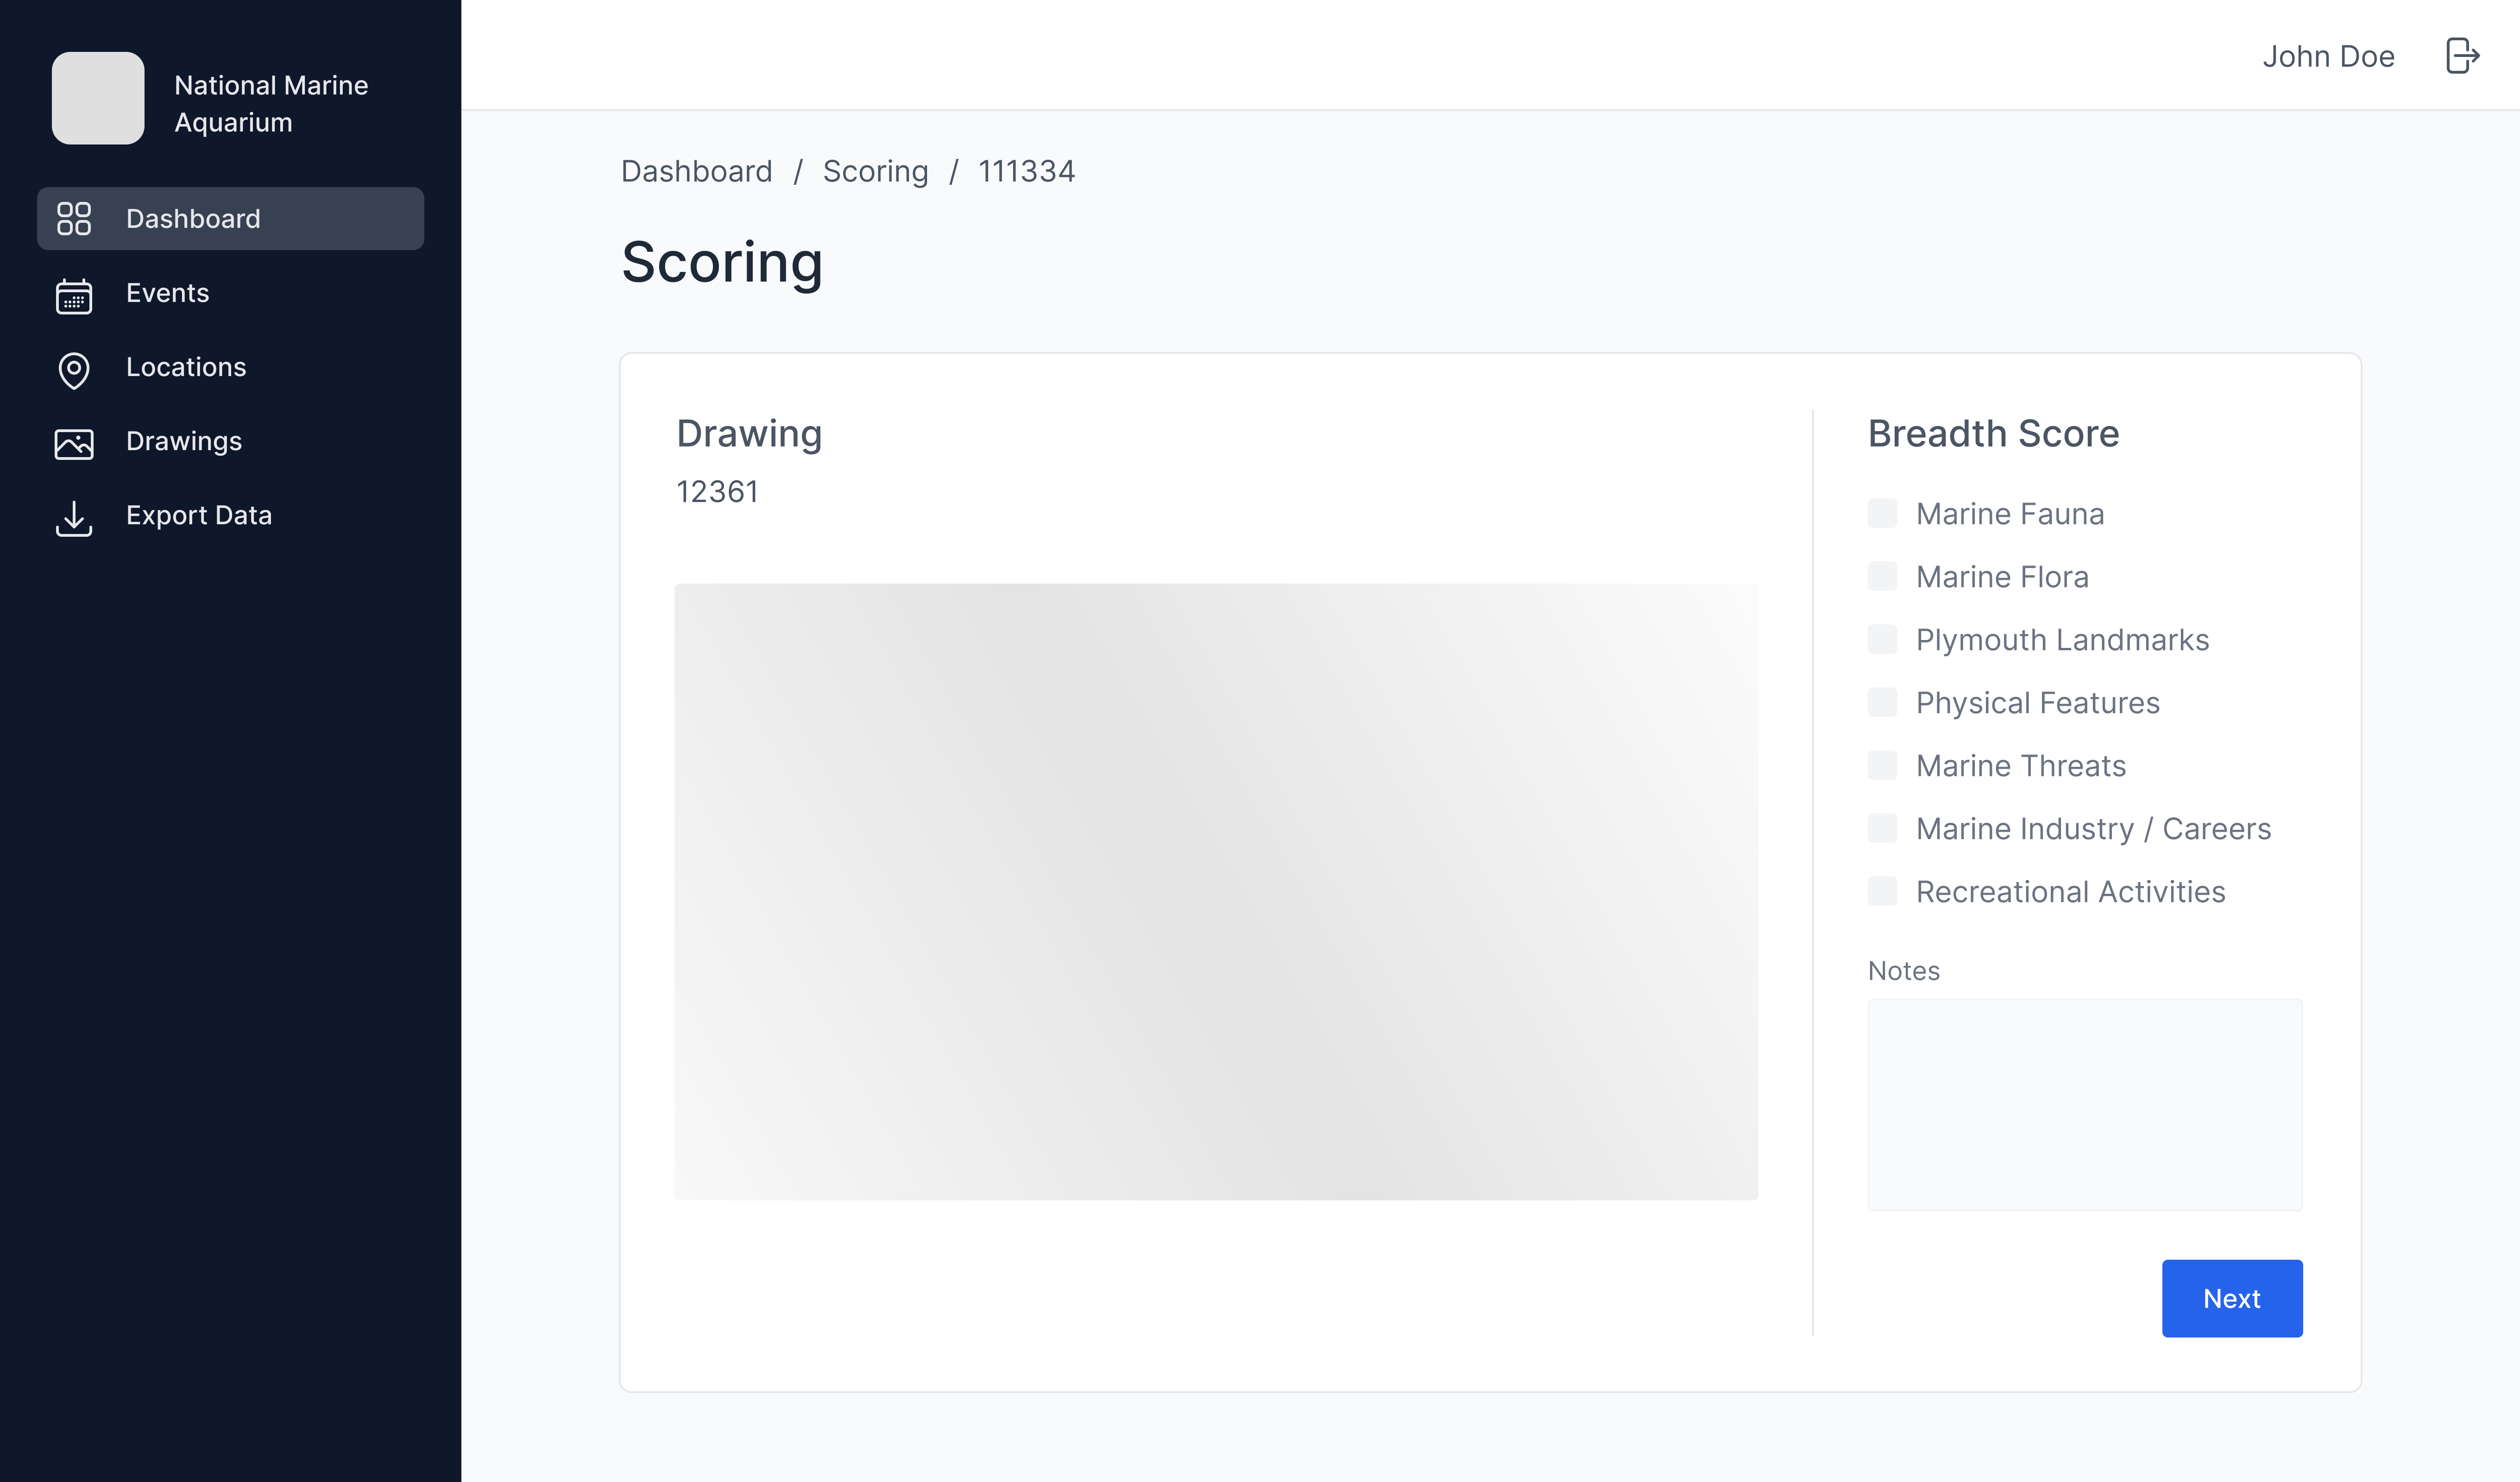 National Marine
Aquarium
Dashboard
Events
Locations
Drawings
Export Data
John Doe
Dashboard / Scoring / 111334
Scoring
Drawing
12361
Breadth Score
Marine Fauna
Marine Flora
Plymouth Landmarks
Physical Features
Marine Threats
Marine Industry / Careers
Recreational Activities
Notes
Next